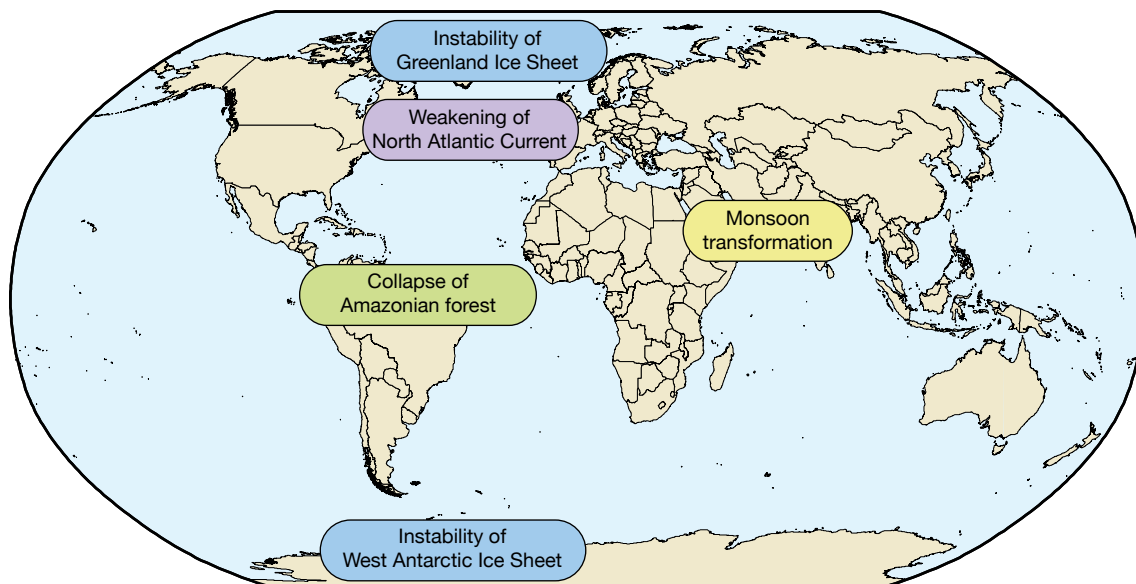 Instability of
Greenland Ice Sheet
Weakening of
North Atlantic Current
Monsoon
transformation
Collapse of
Amazonian forest
Instability of
West Antarctic Ice Sheet